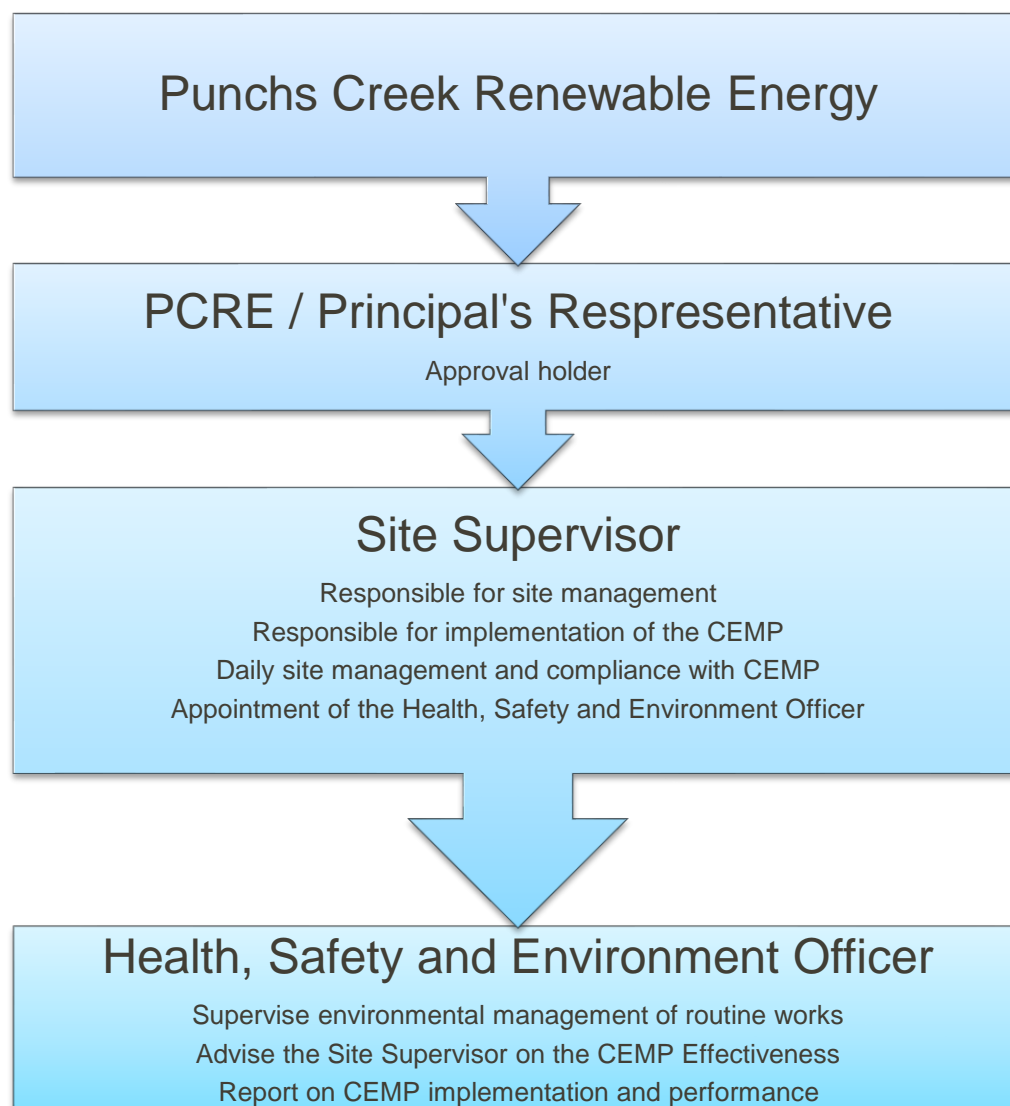 Punchs Creek Renewable Energy
PCRE / Principal's Respresentative
Approval holder
Site Supervisor
Responsible for site management
Responsible for implementation of the CEMP
Daily site management and compliance with CEMP
Appointment of the Health, Safety and Environment Officer
Health, Safety and Environment Officer
Supervise environmental management of routine works
Advise the Site Supervisor on the CEMP Effectiveness
Report on CEMP implementation and performance